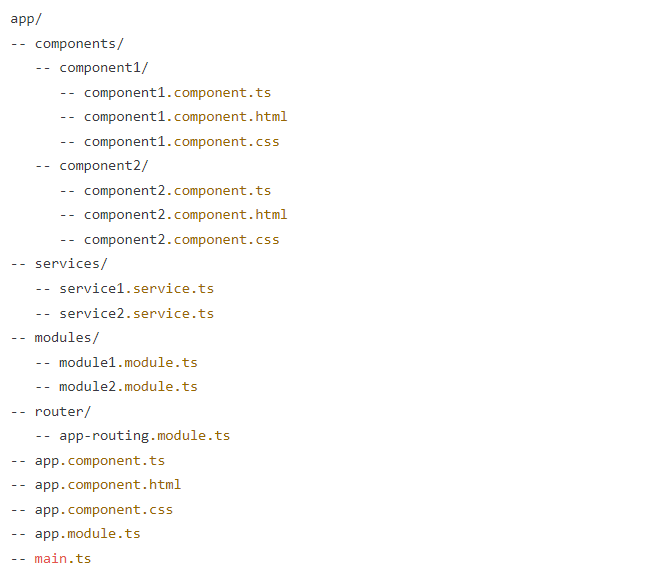 app/
-- components/
   -- component1/
      -- component1.component.ts
      -- component1.component.html
      -- component1.component.css
   -- component2/
      -- component2.component.ts
      -- component2.component.html
      -- component2.component.css
-- services/
   -- service1.service.ts
   -- service2.service.ts
-- modules/
   -- module1.module.ts
   -- module2.module.ts
-- router/
   -- app-routing.module.ts
-- app.component.ts
-- app.component.html
-- app.component.css
-- app.module.ts
-- main.ts